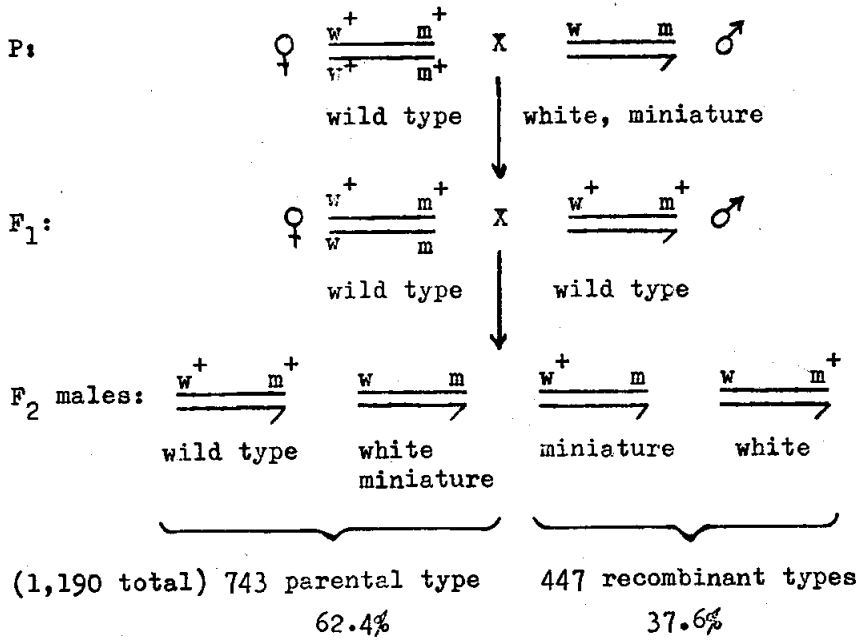 P: ♀ w+ m+ X w m ♂
w+ m+
wild type white, miniature
F1: ♀ w+ m+ X w+ m+ ♂
w m
wild type wild type
F2 males: w+ m+ w m w+ m w m+
wild type white miniature white
miniature
(1,190 total) 743 parental type 447 recombinant types
62.4% 37.6%